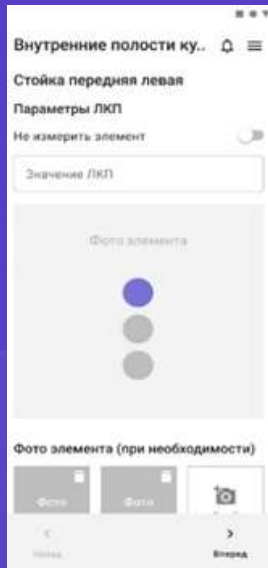 Внутренние полости ку..
Стойка передняя левая
Параметры ЛКП
Не измерить элемент
Значение ЛКП
Фото элемента
Фото элемента (при необходимости)
Фото Фото
Назад Вперед